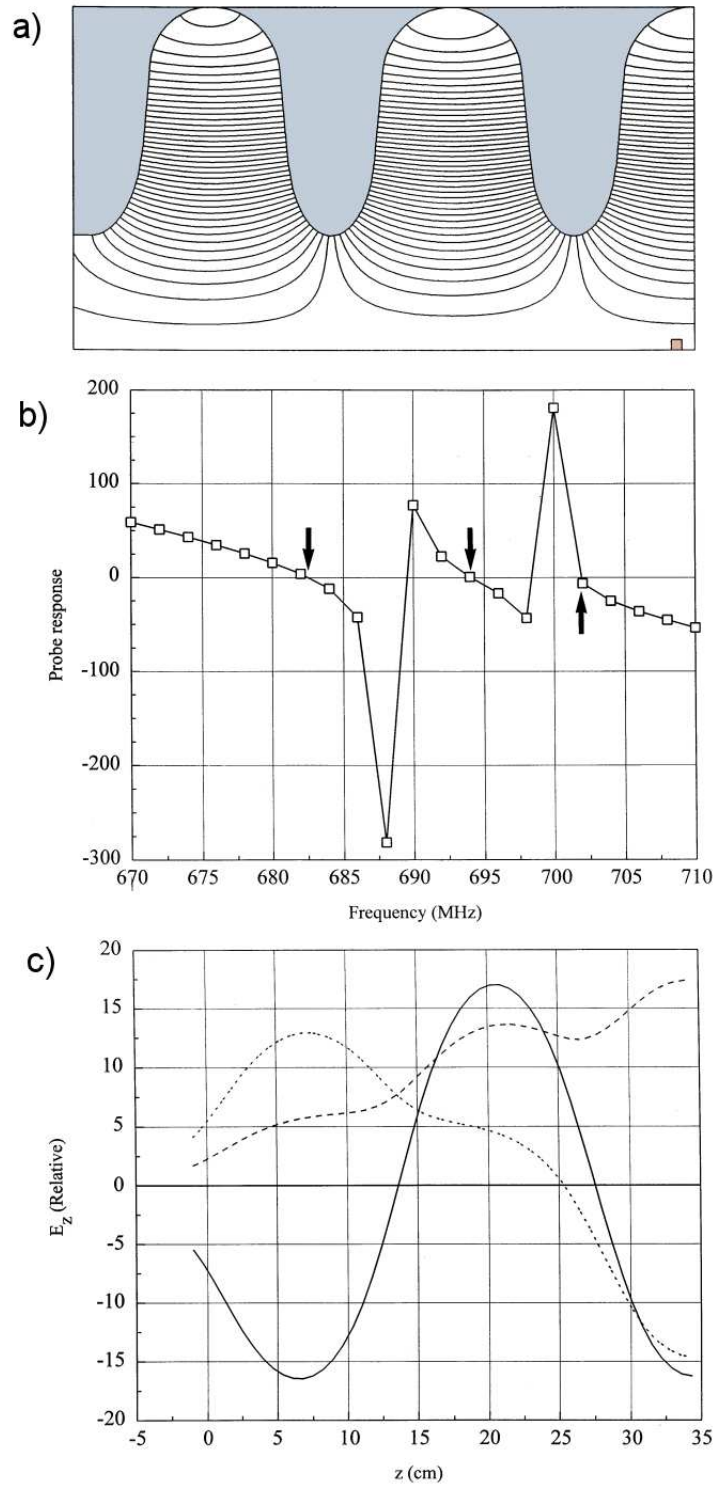 a)
b)
200
100
0
-100
-200
-300
Probe response
670 675 680 685 690 695 700 705 710
Frequency (MHz)
c)
20
15
10
5
0
-5
-10
-15
-20
E_z (Relative)
-5 0 5 10 15 20 25 30 35
z (cm)